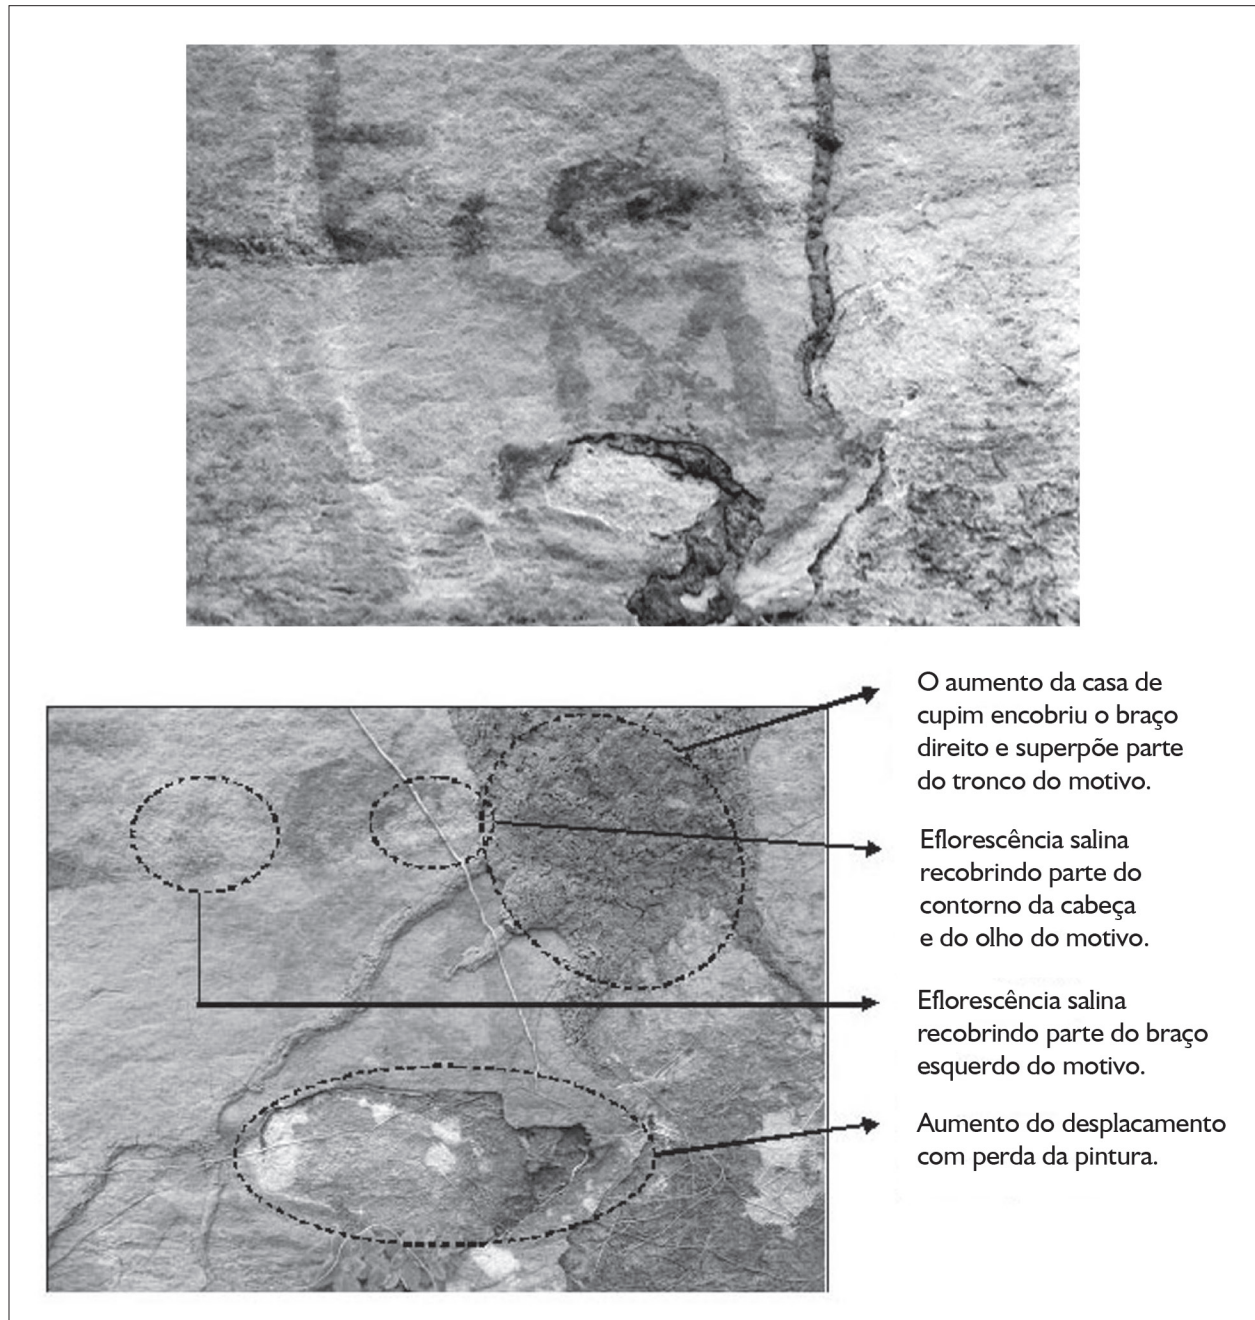 O aumento da casa de
cupim encobriu o braço
direito e superpõe parte
do tronco do motivo.
Eflorescência salina
recobrindo parte do
contorno da cabeça
e do olho do motivo.
Eflorescência salina
recobrindo parte do braço
esquerdo do motivo.
Aumento do desplacamento
com perda da pintura.